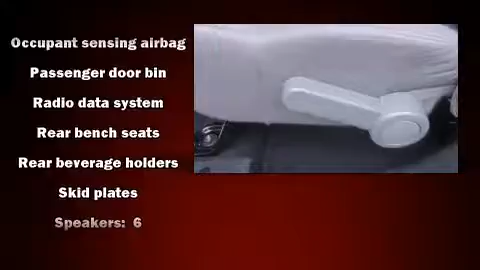 Occupant sensing airbag
Passenger door bin
Radio data system
Rear bench seats
Rear beverage holders
Skid plates
Speakers: 6